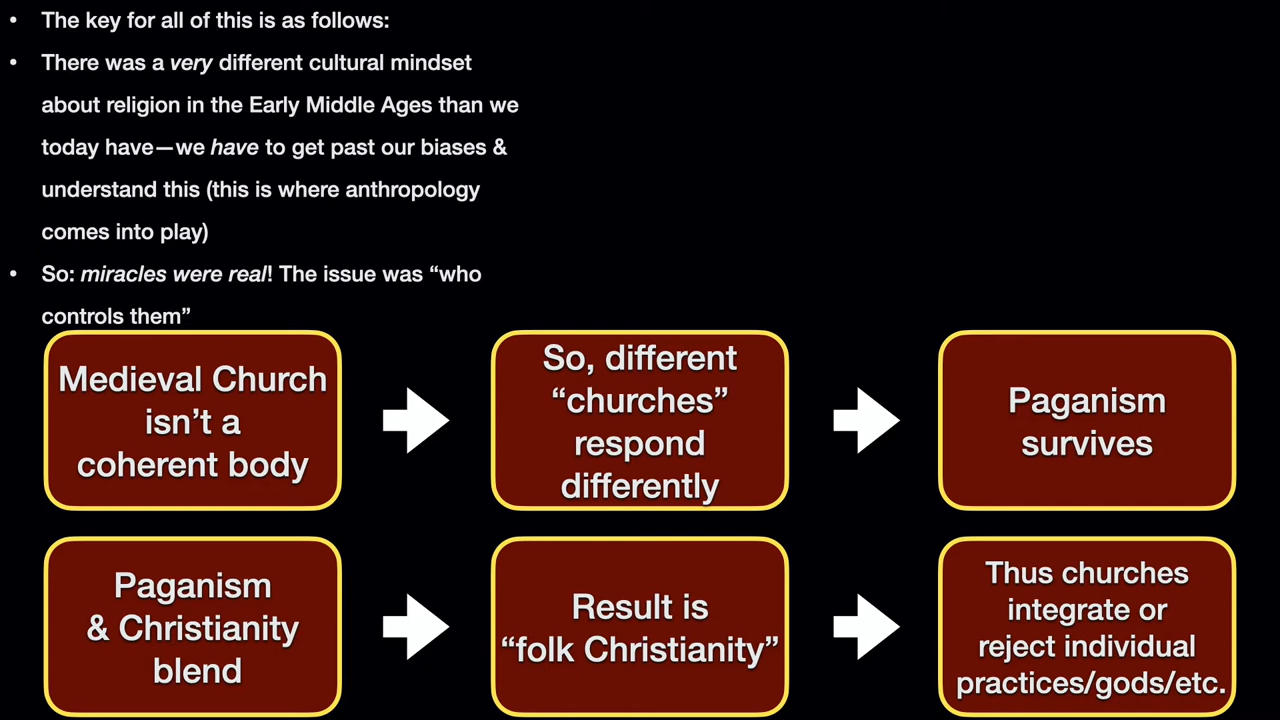 • The key for all of this is as follows:
• There was a very different cultural mindset
about religion in the Early Middle Ages than we
today have—we have to get past our biases &
understand this (this is where anthropology
comes into play)
• So: miracles were real! The issue was “who
controls them”
Medieval Church
isn’t a
coherent body
So, different
“churches”
respond
differently
Paganism
survives
Paganism
& Christianity
blend
Result is
“folk Christianity”
Thus churches
integrate or
reject individual
practices/gods/etc.